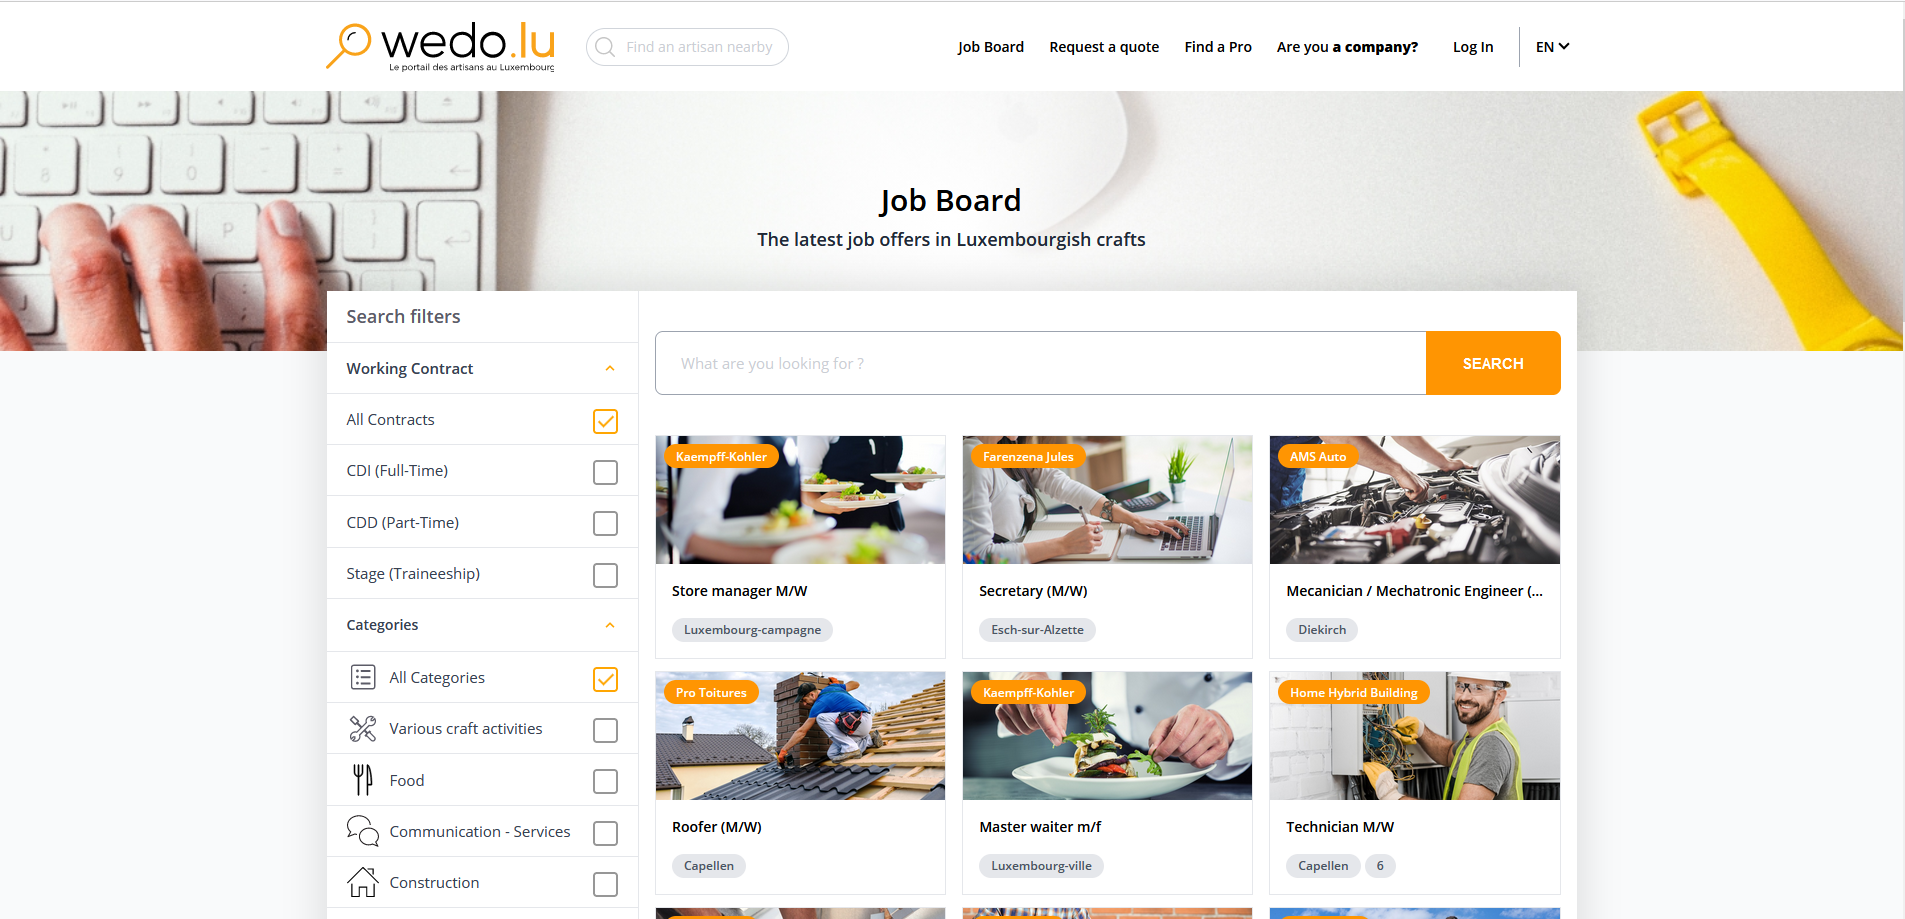 wedo.lu
Le portail des artisans au Luxembourg
Find an artisan nearby
Job Board
Request a quote
Find a Pro
Are you a company?
Log In
EN
Job Board
The latest job offers in Luxembourgish crafts
Search filters
Working Contract
All Contracts
CDI (Full-Time)
CDD (Part-Time)
Stage (Traineeship)
Categories
All Categories
Various craft activities
Food
Communication - Services
Construction
What are you looking for ?
SEARCH
Kaempff-Kohler
Store manager M/W
Luxembourg-campagne
Farenzena Jules
Secretary (M/W)
Esch-sur-Alzette
AMS Auto
Mecanician / Mechatronic Engineer (...
Diekirch
Pro Toitures
Roofer (M/W)
Capellen
Kaempff-Kohler
Master waiter m/f
Luxembourg-ville
Home Hybrid Building
Technician M/W
Capellen
6